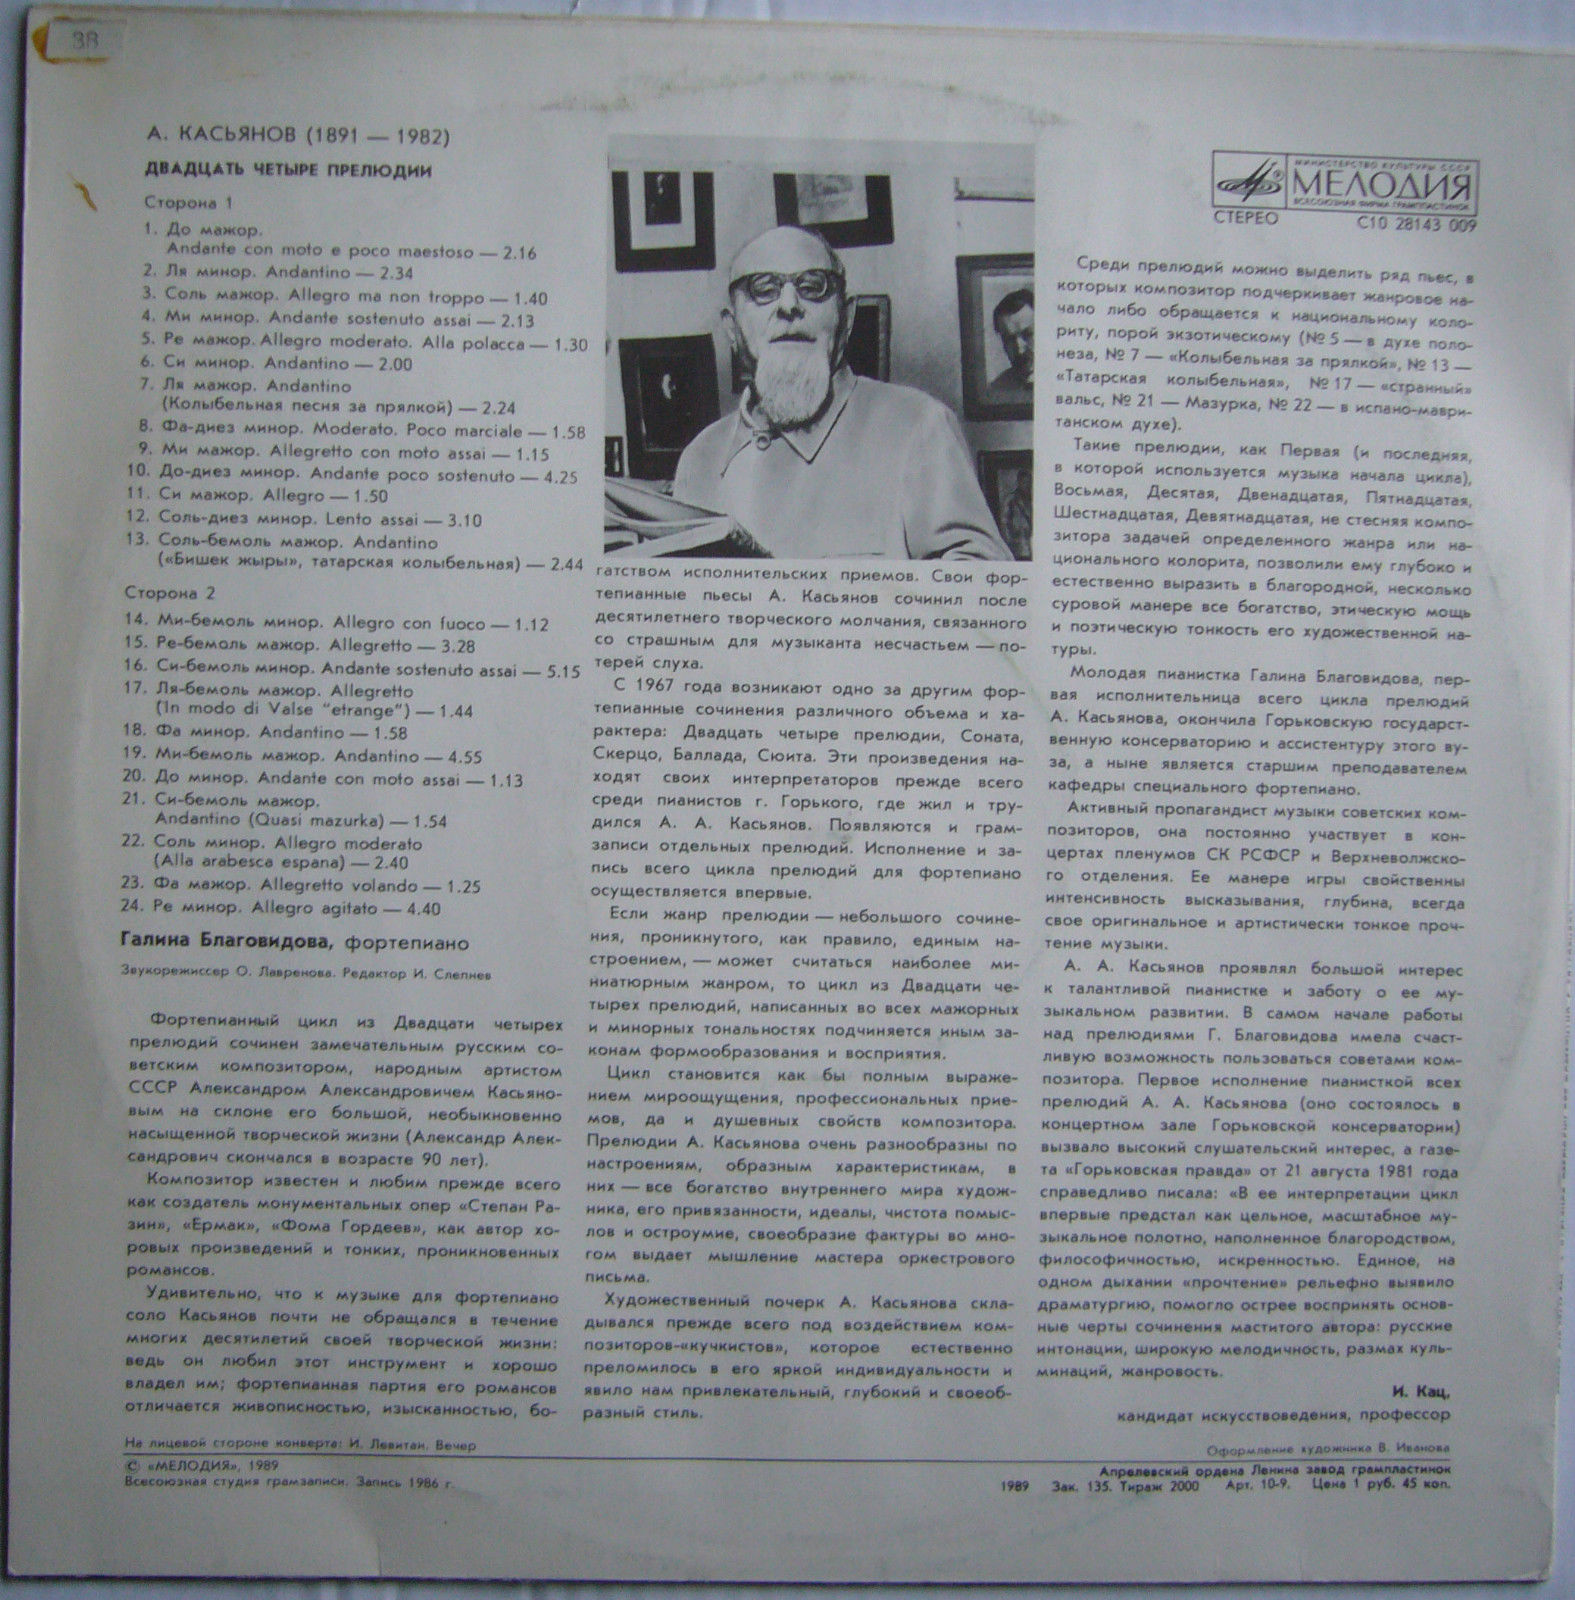 38
А. КАСЬЯНОВ (1891 — 1982)
ДВАДЦАТЬ ЧЕТЫРЕ ПРЕЛЮДИИ
Сторона 1
1. До мажор.
Andante con moto e poco maestoso — 2.16
2. Ля минор. Andantino — 2.34
3. Соль мажор. Allegro ma non troppo — 1.40
4. Ми минор. Andante sostenuto assai — 2.13
5. Ре мажор. Allegro moderato. Alla polacca — 1.30
6. Си минор. Andantino — 2.00
7. Ля мажор. Andantino
(Колыбельная песня за прялкой) — 2.24
8. Фа-диез минор. Moderato. Poco marciale — 1.58
9. Ми мажор. Allegretto con moto assai — 1.15
10. До-диез минор. Andante poco sostenuto — 4.25
11. Си мажор. Allegro — 1.50
12. Соль-диез минор. Lento assai — 3.10
13. Соль-бемоль мажор. Andantino
(«Бишек жыры», татарская колыбельная) — 2.44
Сторона 2
14. Ми-бемоль минор. Allegro con fuoco — 1.12
15. Ре-бемоль мажор. Allegretto — 3.28
16. Си-бемоль минор. Andante sostenuto assai — 5.15
17. Ля-бемоль мажор. Allegretto
(In modo di Valse “etrange”) — 1.44
18. Фа минор. Andantino — 1.58
19. Ми-бемоль мажор. Andantino — 4.55
20. До минор. Andante con moto assai — 1.13
21. Си-бемоль мажор.
Andantino (Quasi mazurka) — 1.54
22. Соль минор. Allegro moderato
(Alla arabesca espana) — 2.40
23. Фа мажор. Allegretto volando — 1.25
24. Ре минор. Allegro agitato — 4.40
Галина Благовидова, фортепиано
Звукорежиссер О. Лавренова. Редактор И. Слепнев
Фортепианный цикл из Двадцати четырех
прелюдий сочинен замечательным русским со-
ветским композитором, народным артистом
СССР Александром Александровичем Касьяно-
вым на склоне его большой, необыкновенно
насыщенной творческой жизни (Александр Алек-
сандрович скончался в возрасте 90 лет).
Композитор известен и любим прежде всего
как создатель монументальных опер «Степан Ра-
зин», «Ермак», «Фома Гордеев», как автор хо-
ровых произведений и тонких, проникновенных
романсов.
Удивительно, что к музыке для фортепиано
соло Касьянов почти не обращался в течение
многих десятилетий своей творческой жизни:
ведь он любил этот инструмент и хорошо
владел им; фортепианная партия его романсов
отличается живописностью, изысканностью, бо-
гатством исполнительских приемов. Свои фор-
тепианные пьесы А. Касьянов сочинил после
десятилетнего творческого молчания, связанного
со страшным для музыканта несчастьем — по-
терей слуха.
С 1967 года возникают одно за другим фор-
тепианные сочинения различного объема и ха-
рактера: Двадцать четыре прелюдии, Соната,
Скерцо, Баллада, Сюита. Эти произведения на-
ходят своих интерпретаторов прежде всего
среди пианистов г. Горького, где жил и тру-
дился А. А. Касьянов. Появляются и грам-
записи отдельных прелюдий. Исполнение и за-
пись всего цикла прелюдий для фортепиано
осуществляется впервые.
Если жанр прелюдии — небольшого сочине-
ния, проникнутого, как правило, единым на-
строением, — может считаться наиболее ми-
ниатюрным жанром, то цикл из Двадцати че-
тырех прелюдий, написанных во всех мажорных
и минорных тональностях подчиняется иным за-
конам формообразования и восприятия.
Цикл становится как бы полным выраже-
нием мироощущения, профессиональных прие-
мов, да и душевных свойств композитора.
Прелюдии А. Касьянова очень разнообразны по
настроениям, образным характеристикам, в
них — все богатство внутреннего мира худож-
ника, его привязанности, идеалы, чистота помыс-
лов и остроумие, своеобразие фактуры во мно-
гом выдает мышление мастера оркестрового
письма.
Художественный почерк А. Касьянова скла-
дывался прежде всего под воздействием ком-
позиторов-«кучкистов», которое естественно
преломилось в его яркой индивидуальности и
явило нам привлекательный, глубокий и своеоб-
разный стиль.
МИНИСТЕРСТВО КУЛЬТУРЫ СССР
МЕЛОДИЯ
ВСЕСОЮЗНАЯ ФИРМА ГРАМПЛАСТИНОК
СТЕРЕО С10 28143 009
Среди прелюдий можно выделить ряд пьес, в
которых композитор подчеркивает жанровое на-
чало либо обращается к национальному коло-
риту, порой экзотическому (№ 5 — в духе поло-
неза, № 7 — «Колыбельная за прялкой», № 13 —
«Татарская колыбельная», № 17 — «странный»
вальс, № 21 — Мазурка, № 22 — в испано-маври-
танском духе).
Такие прелюдии, как Первая (и последняя,
в которой используется музыка начала цикла),
Восьмая, Десятая, Двенадцатая, Пятнадцатая,
Шестнадцатая, Девятнадцатая, не стесняя компо-
зитора задачей определенного жанра или на-
ционального колорита, позволили ему глубоко и
естественно выразить в благородной, несколько
суровой манере все богатство, этическую мощь
и поэтическую тонкость его художественной на-
туры.
Молодая пианистка Галина Благовидова, пер-
вая исполнительница всего цикла прелюдий
А. Касьянова, окончила Горьковскую государст-
венную консерваторию и ассистентуру этого ву-
за, а ныне является старшим преподавателем
кафедры специального фортепиано.
Активный пропагандист музыки советских ком-
позиторов, она постоянно участвует в кон-
цертах пленумов СК РСФСР и Верхневолжско-
го отделения. Ее манере игры свойственны
интенсивность высказывания, глубина, всегда
свое оригинальное и артистически тонкое проч-
тение музыки.
А. А. Касьянов проявлял большой интерес
к талантливой пианистке и заботу о ее му-
зыкальном развитии. В самом начале работы
над прелюдиями Г. Благовидова имела счаст-
ливую возможность пользоваться советами ком-
позитора. Первое исполнение пианисткой всех
прелюдий А. А. Касьянова (оно состоялось в
концертном зале Горьковской консерватории)
вызвало высокий слушательский интерес, а газе-
та «Горьковская правда» от 21 августа 1981 года
справедливо писала: «В ее интерпретации цикл
впервые предстал как цельное, масштабное му-
зыкальное полотно, наполненное благородством,
философичностью, искренностью. Единое, на
одном дыхании «прочтение» рельефно выявило
драматургию, помогло острее воспринять основ-
ные черты сочинения маститого автора: русские
интонации, широкую мелодичность, размах куль-
минаций, жанровость.
И. Кац,
кандидат искусствоведения, профессор
На лицевой стороне конверта: И. Левитан. Вечер
Оформление художника В. Иванова
© «МЕЛОДИЯ», 1989
Всесоюзная студия грамзаписи. Запись 1986 г.
Апрелевский ордена Ленина завод грампластинок
1989 Зак. 135. Тираж 2000 Арт. 10-9. Цена 1 руб. 45 коп.